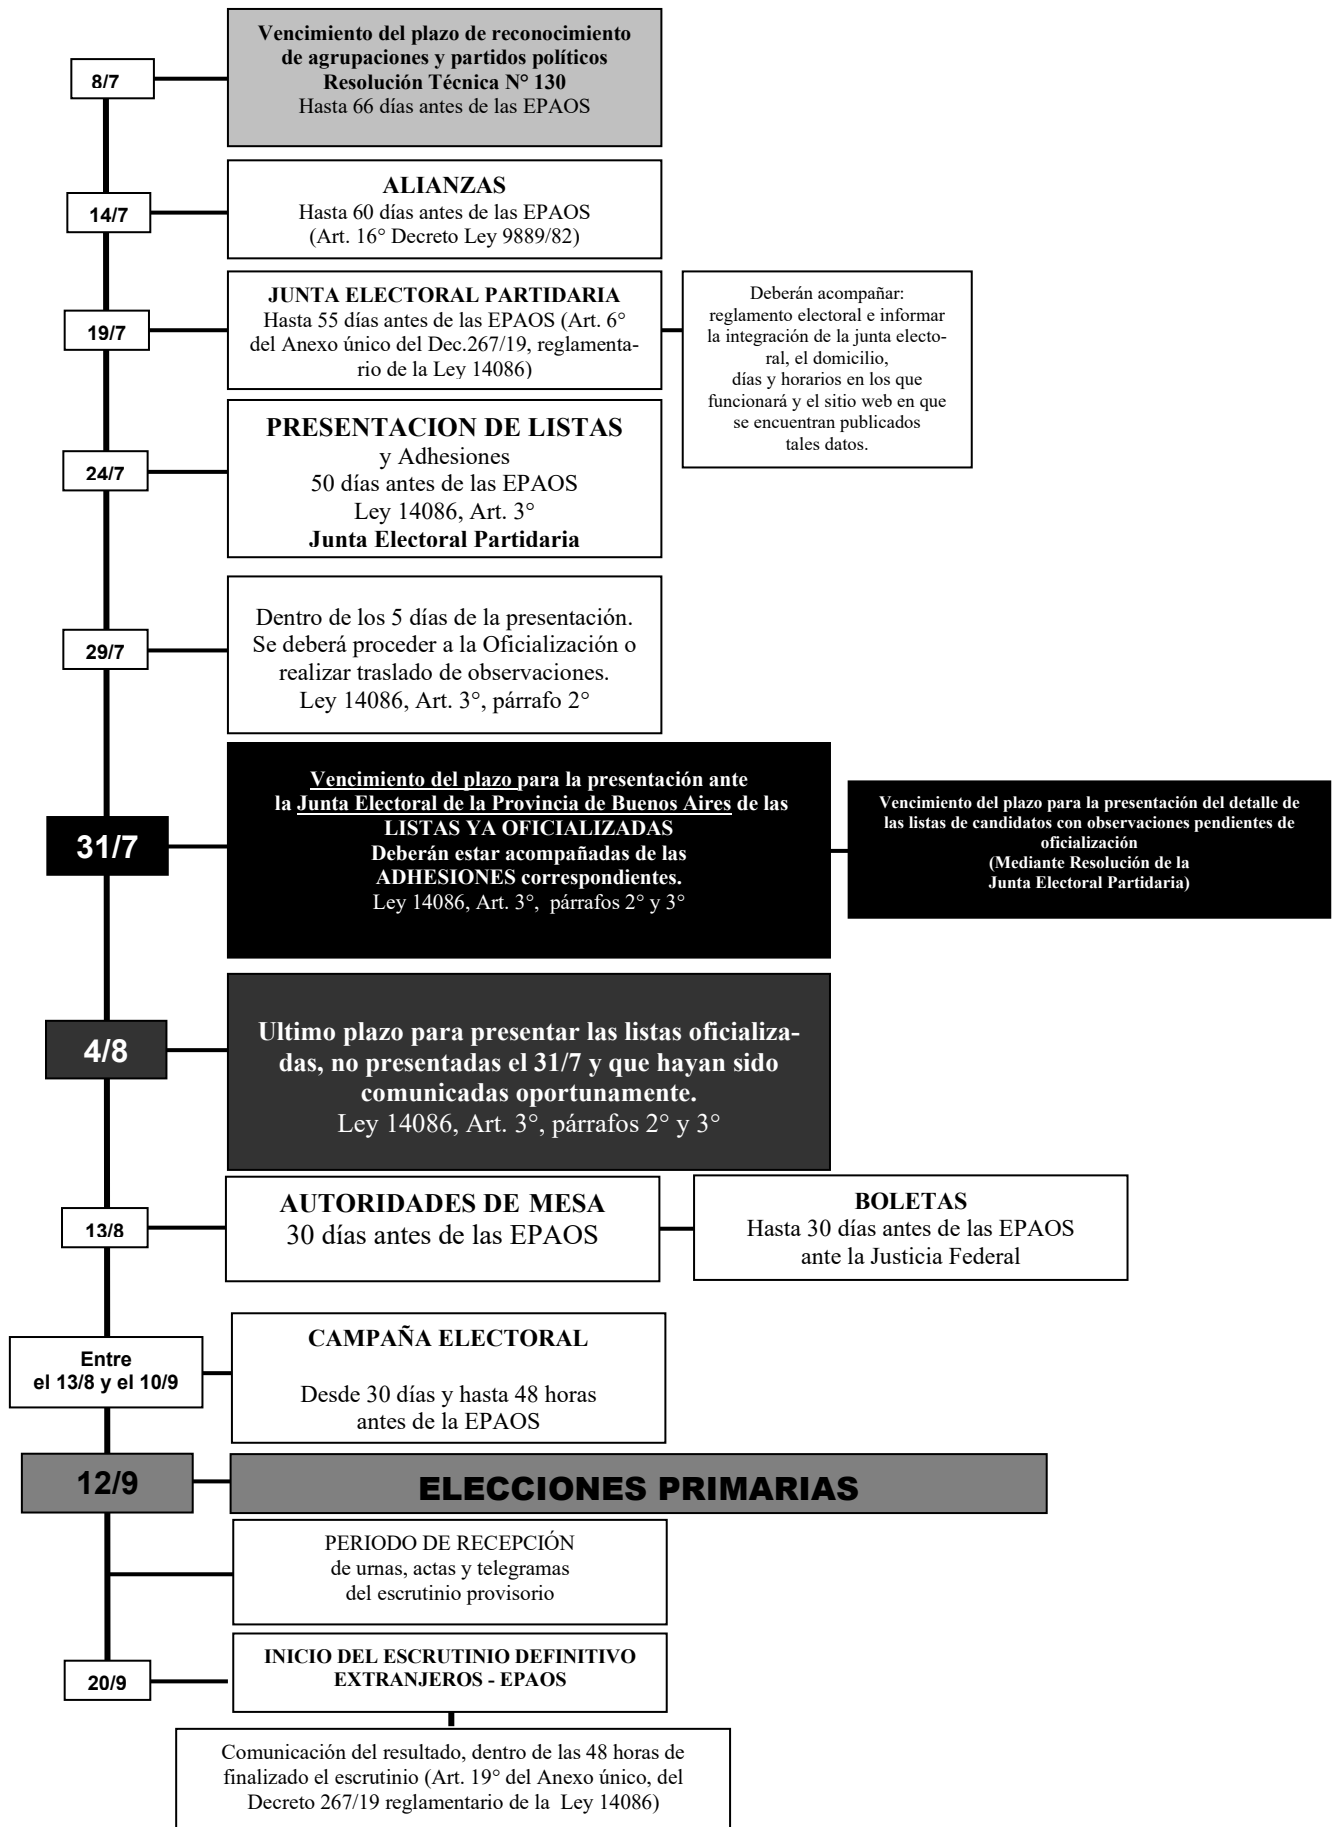 8/7
Vencimiento del plazo de reconocimiento
de agrupaciones y partidos políticos
Resolución Técnica N° 130
Hasta 66 días antes de las EPAOS
14/7
ALIANZAS
Hasta 60 días antes de las EPAOS
(Art. 16° Decreto Ley 9889/82)
19/7
JUNTA ELECTORAL PARTIDARIA
Hasta 55 días antes de las EPAOS (Art. 6°
del Anexo único del Dec.267/19, reglamenta-
rio de la Ley 14086)
Deberán acompañar:
reglamento electoral e informar
la integración de la junta electo-
ral, el domicilio,
días y horarios en los que
funcionará y el sitio web en que
se encuentran publicados
tales datos.
24/7
PRESENTACION DE LISTAS
y Adhesiones
50 días antes de las EPAOS
Ley 14086, Art. 3°
Junta Electoral Partidaria
29/7
Dentro de los 5 días de la presentación.
Se deberá proceder a la Oficialización o
realizar traslado de observaciones.
Ley 14086, Art. 3°, párrafo 2°
31/7
Vencimiento del plazo para la presentación ante
la Junta Electoral de la Provincia de Buenos Aires de las
LISTAS YA OFICIALIZADAS
Deberán estar acompañadas de las
ADHESIONES correspondientes.
Ley 14086, Art. 3°, párrafos 2° y 3°
Vencimiento del plazo para la presentación del detalle de
las listas de candidatos con observaciones pendientes de
oficialización
(Mediante Resolución de la
Junta Electoral Partidaria)
4/8
Ultimo plazo para presentar las listas oficializa-
das, no presentadas el 31/7 y que hayan sido
comunicadas oportunamente.
Ley 14086, Art. 3°, párrafos 2° y 3°
13/8
AUTORIDADES DE MESA
30 días antes de las EPAOS
BOLETAS
Hasta 30 días antes de las EPAOS
ante la Justicia Federal
Entre
el 13/8 y el 10/9
CAMPAÑA ELECTORAL
Desde 30 días y hasta 48 horas
antes de la EPAOS
12/9
ELECCIONES PRIMARIAS
PERIODO DE RECEPCIÓN
de urnas, actas y telegramas
del escrutinio provisorio
20/9
INICIO DEL ESCRUTINIO DEFINITIVO
EXTRANJEROS - EPAOS
Comunicación del resultado, dentro de las 48 horas de
finalizado el escrutinio (Art. 19° del Anexo único, del
Decreto 267/19 reglamentario de la Ley 14086)